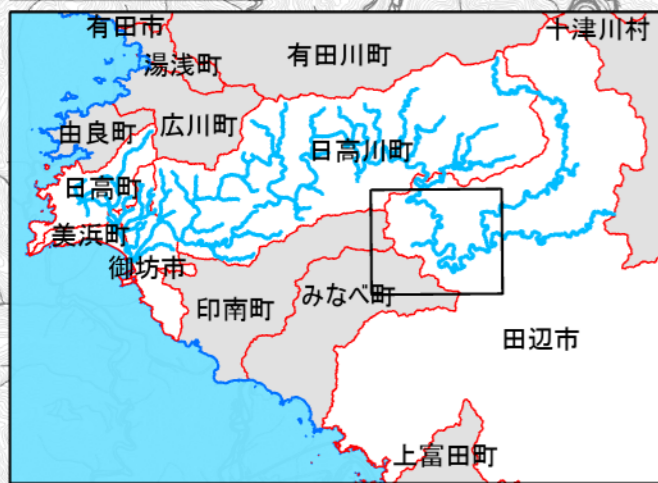 有田市
十津川村
湯浅町
有田川町
由良町
広川町
日高川町
日高町
美浜町
御坊市
印南町
みなべ町
田辺市
上富田町